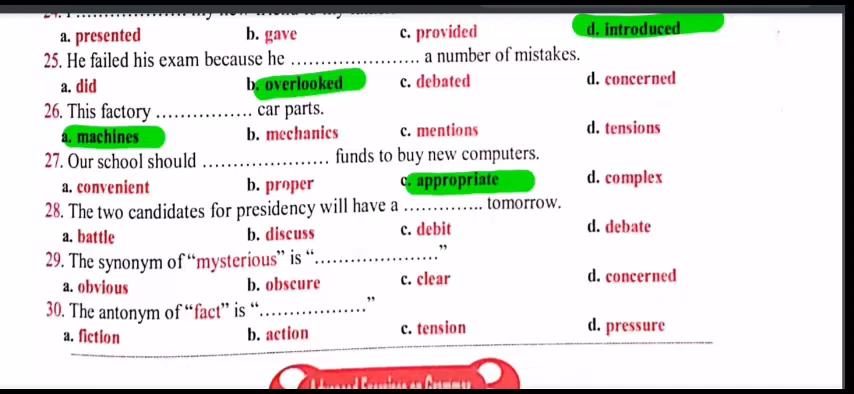 a. presented b. gave c. provided d. introduced
25. He failed his exam because he ..................... a number of mistakes.
a. did b. overlooked c. debated d. concerned
26. This factory ................ car parts.
a. machines b. mechanics c. mentions d. tensions
27. Our school should ..................... funds to buy new computers.
a. convenient b. proper c. appropriate d. complex
28. The two candidates for presidency will have a .............. tomorrow.
a. battle b. discuss c. debit d. debate
29. The synonym of “mysterious” is “.....................”
a. obvious b. obscure c. clear d. concerned
30. The antonym of “fact” is “..................”
a. fiction b. action c. tension d. pressure